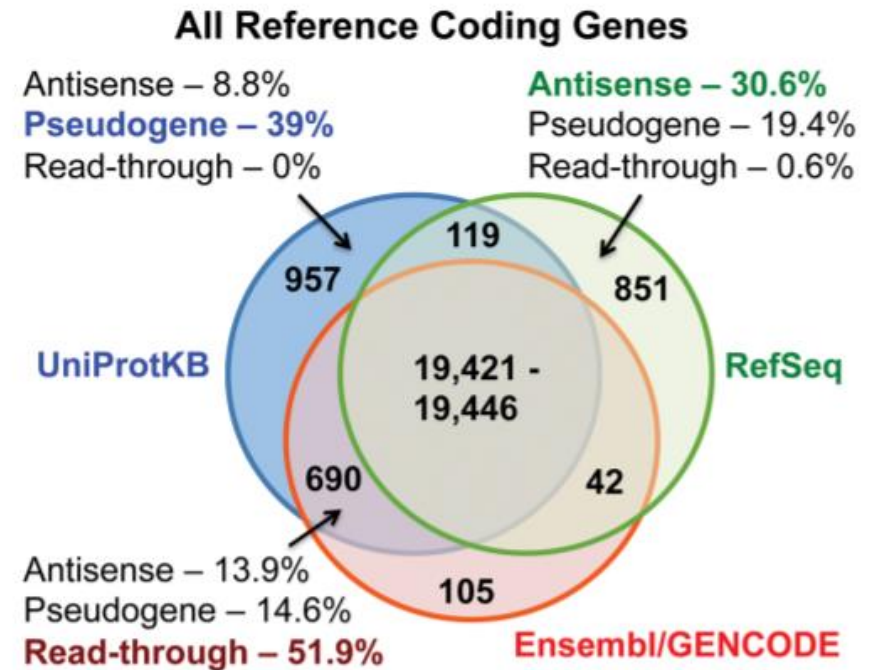 All Reference Coding Genes
Antisense – 8.8%
Pseudogene – 39%
Read-through – 0%
Antisense – 30.6%
Pseudogene – 19.4%
Read-through – 0.6%
119
957
851
UniProtKB
19,421 -
19,446
RefSeq
690
42
Antisense – 13.9%
Pseudogene – 14.6%
Read-through – 51.9%
105
Ensembl/GENCODE